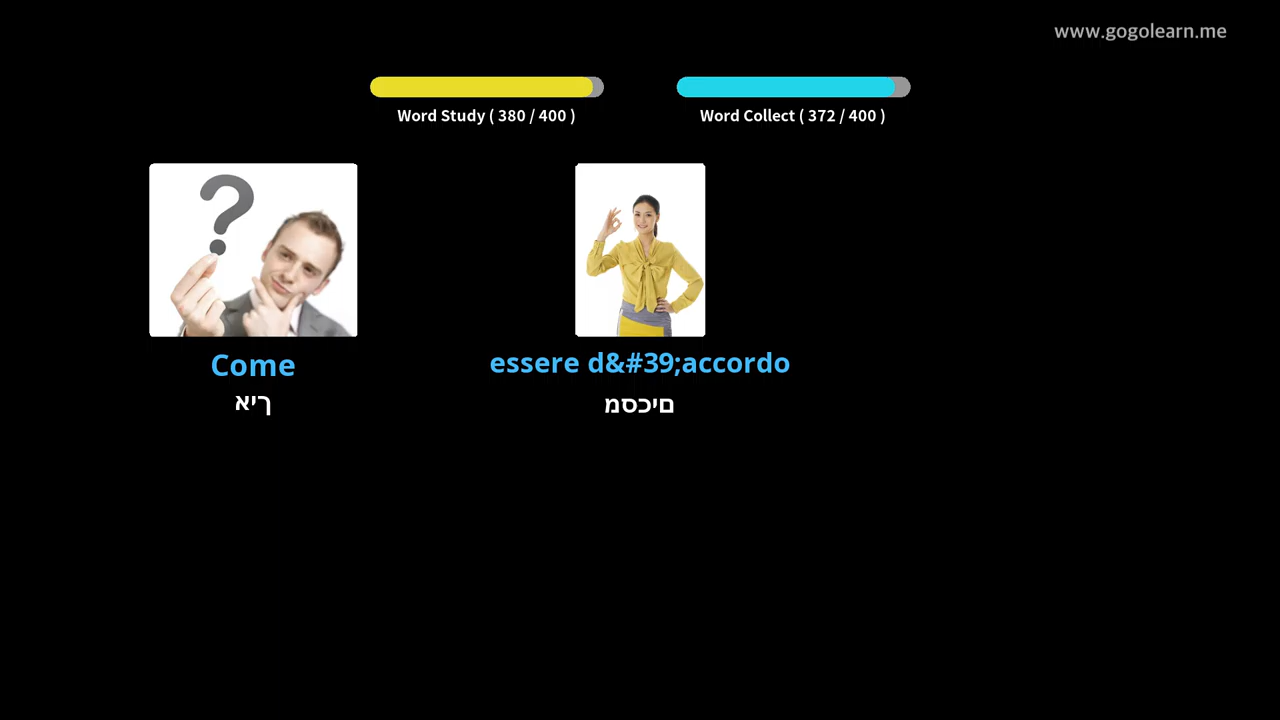 www.gogolearn.me
Word Study ( 380 / 400 )
Word Collect ( 372 / 400 )
Come
ךיא
essere d&#39;accordo
םיכסמ